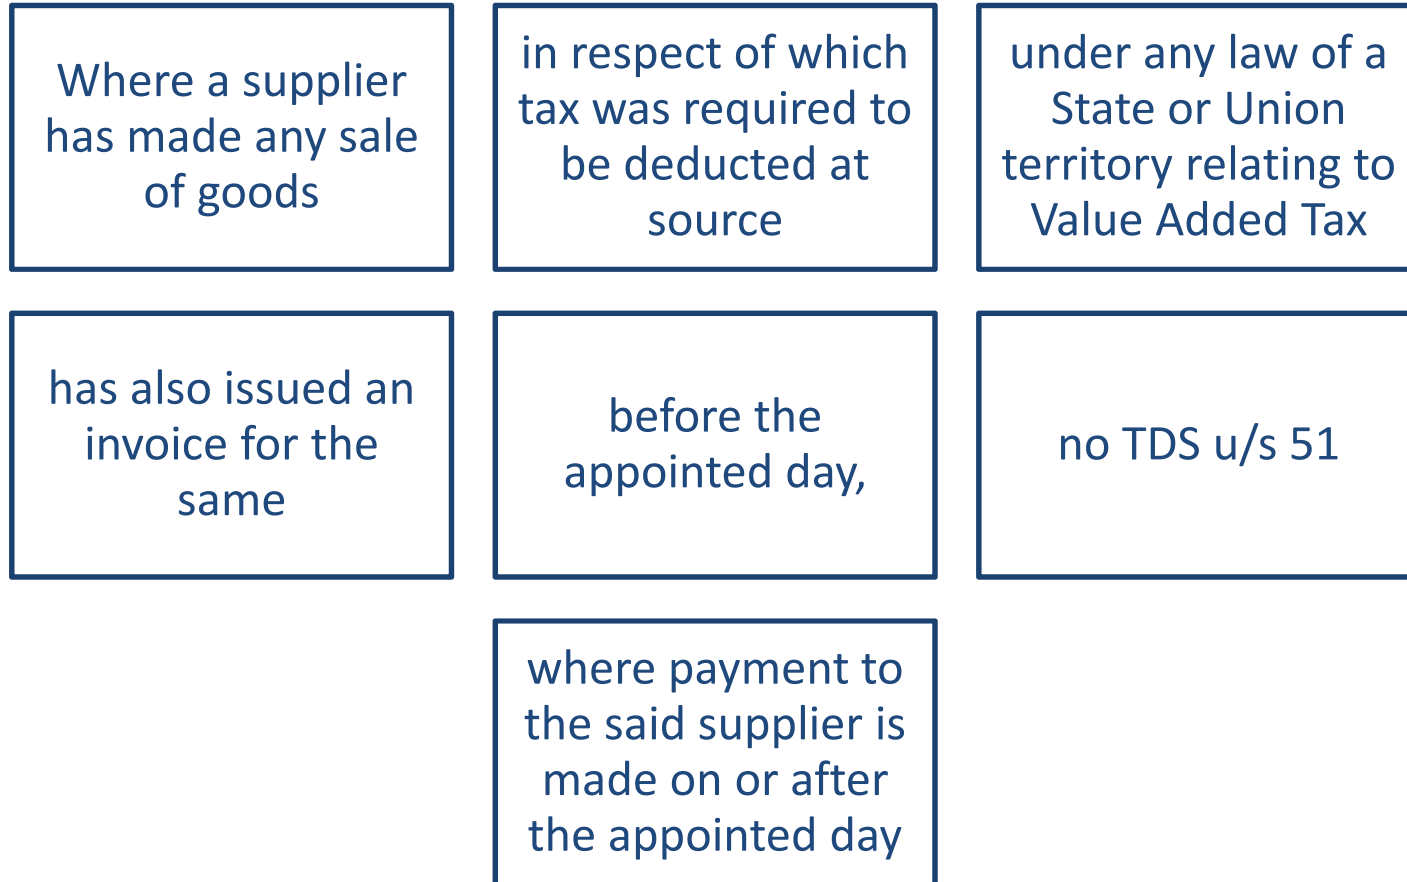 Where a supplier
has made any sale
of goods
in respect of which
tax was required to
be deducted at
source
under any law of a
State or Union
territory relating to
Value Added Tax
has also issued an
invoice for the
same
before the
appointed day,
no TDS u/s 51
where payment to
the said supplier is
made on or after
the appointed day